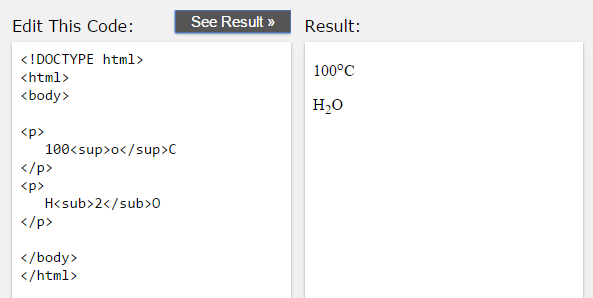 Edit This Code:
See Result »
<!DOCTYPE html>
<html>
<body>
<p>
100<sup>o</sup>C
</p>
<p>
H<sub>2</sub>O
</p>
</body>
</html>
Result:
100ᵒC
H₂O